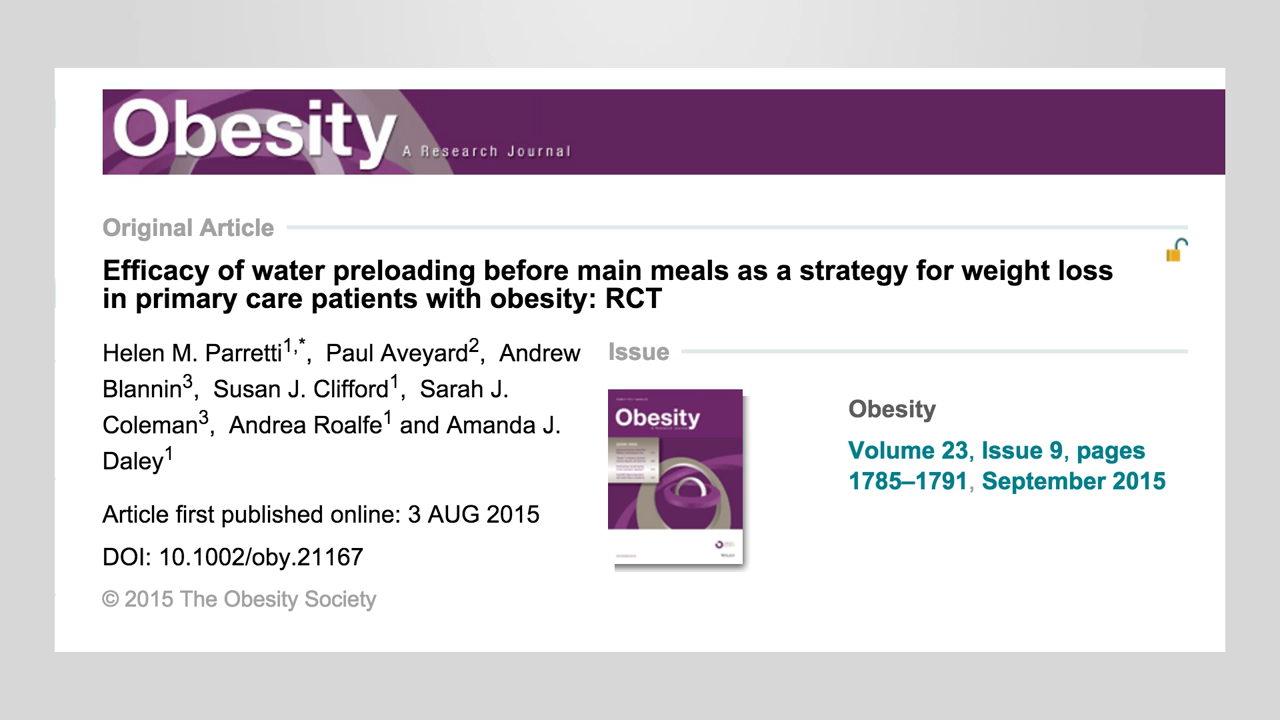 Obesity A Research Journal
Original Article
Efficacy of water preloading before main meals as a strategy for weight loss
in primary care patients with obesity: RCT
Helen M. Parretti1,*, Paul Aveyard2, Andrew
Blannin3, Susan J. Clifford1, Sarah J.
Coleman3, Andrea Roalfe1 and Amanda J.
Daley1
Article first published online: 3 AUG 2015
DOI: 10.1002/oby.21167
© 2015 The Obesity Society
Issue
Obesity
Obesity
Volume 23, Issue 9, pages
1785–1791, September 2015